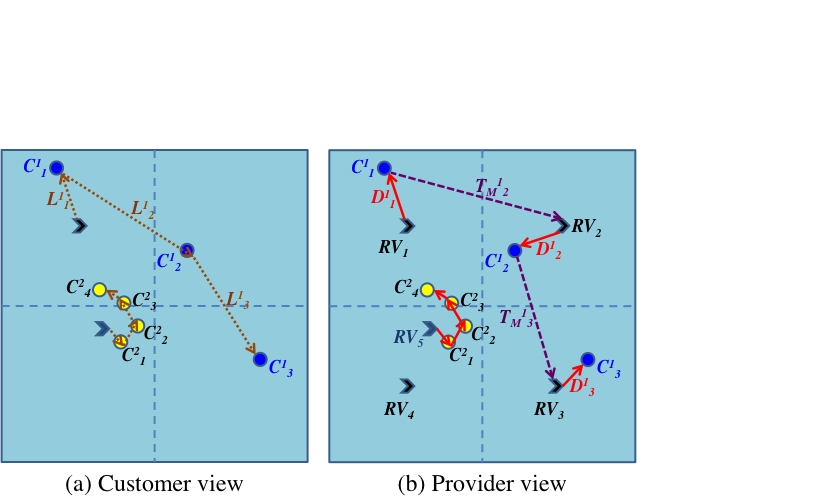 C¹₁
L¹₁
L¹₂
C¹₂
C²₄
C²₃
L¹₃
C²₂
C²₁
C¹₃
(a) Customer view
C¹₁
T_M¹₂
D¹₁
RV₁
RV₂
D¹₂
C¹₂
C²₄
C²₃
T_M¹₃
RV₅
C²₂
C²₁
C¹₃
D¹₃
RV₄
RV₃
(b) Provider view